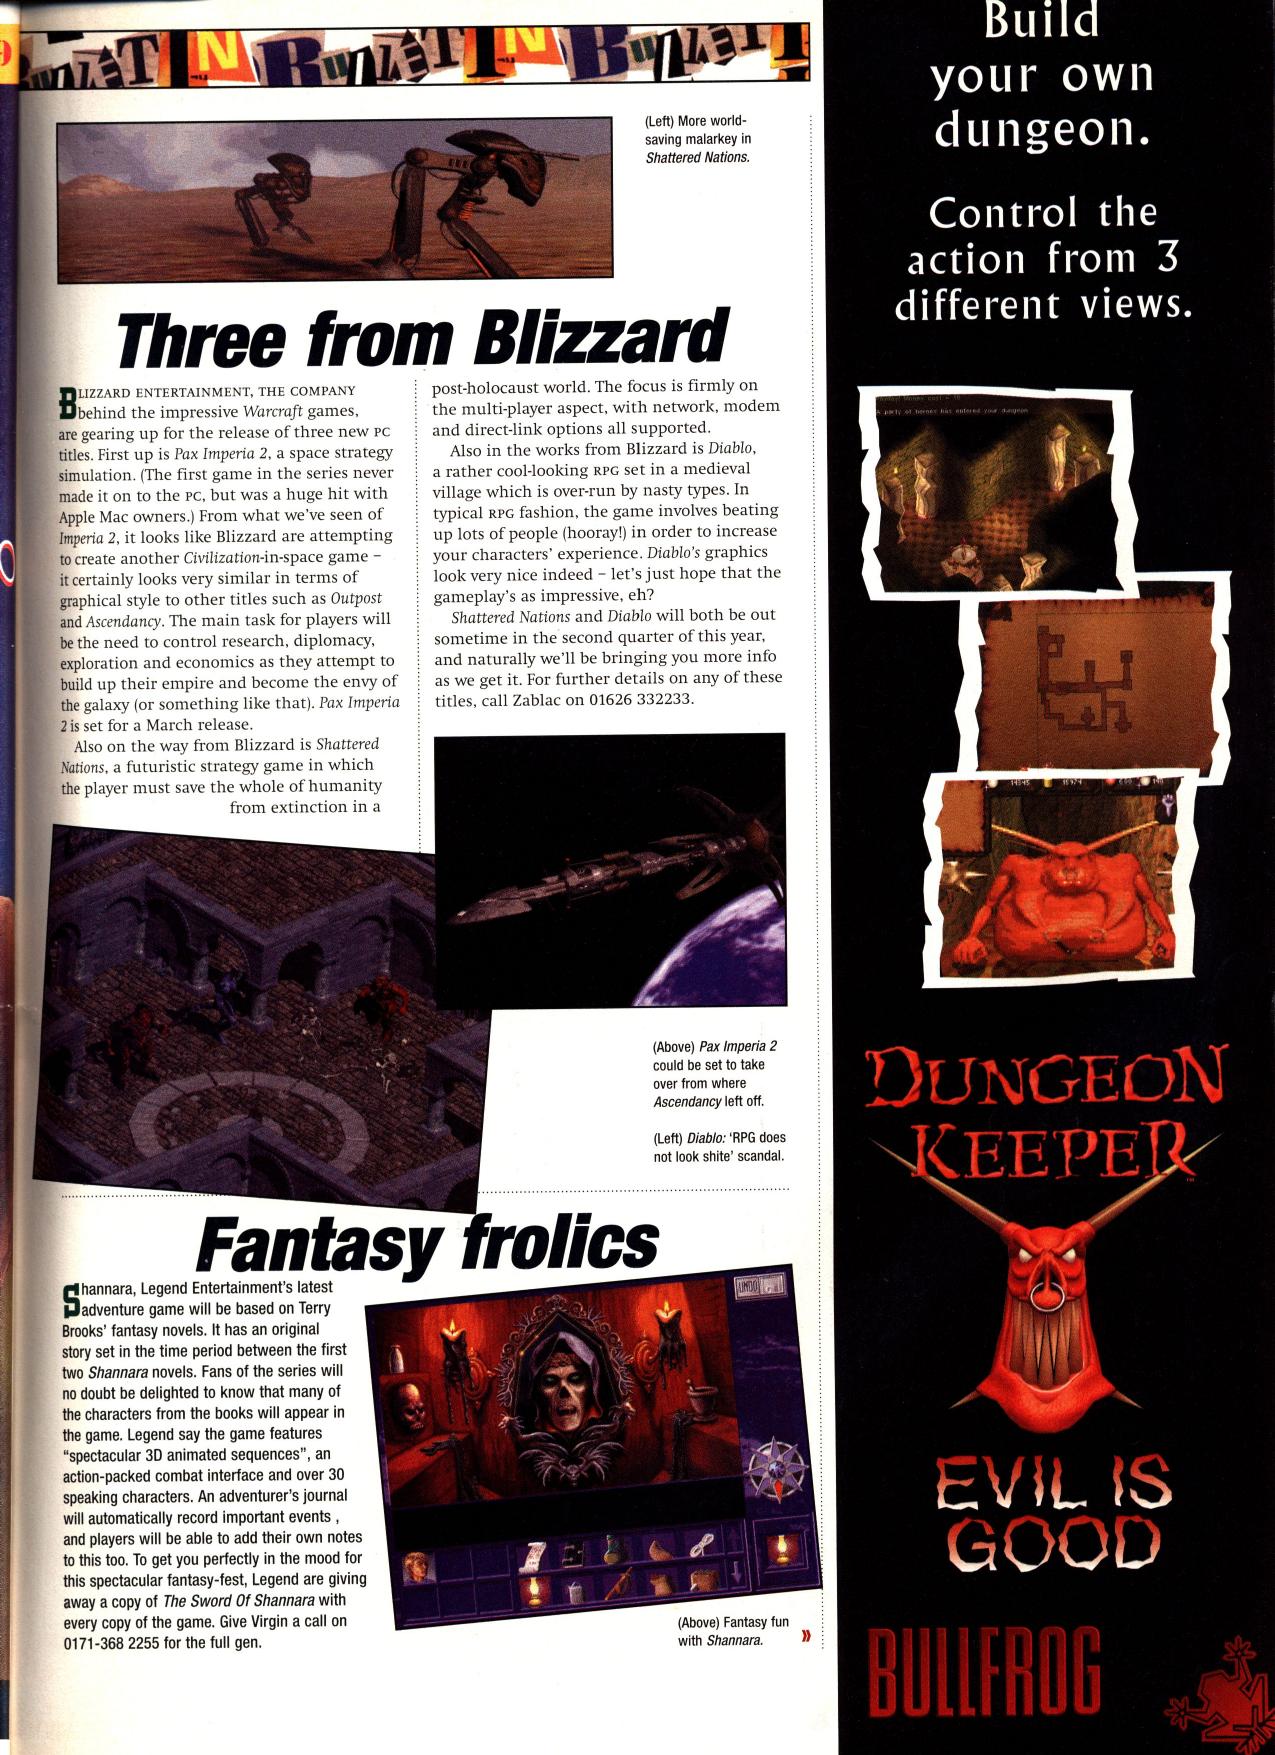 BULLETIN BULLETIN BULLETIN
(Left) More world-
saving malarkey in
Shattered Nations.
Three from Blizzard
BLIZZARD ENTERTAINMENT, THE COMPANY
behind the impressive Warcraft games,
are gearing up for the release of three new PC
titles. First up is Pax Imperia 2, a space strategy
simulation. (The first game in the series never
made it on to the PC, but was a huge hit with
Apple Mac owners.) From what we've seen of
Imperia 2, it looks like Blizzard are attempting
to create another Civilization-in-space game –
it certainly looks very similar in terms of
graphical style to other titles such as Outpost
and Ascendancy. The main task for players will
be the need to control research, diplomacy,
exploration and economics as they attempt to
build up their empire and become the envy of
the galaxy (or something like that). Pax Imperia
2 is set for a March release.
Also on the way from Blizzard is Shattered
Nations, a futuristic strategy game in which
the player must save the whole of humanity
from extinction in a
post-holocaust world. The focus is firmly on
the multi-player aspect, with network, modem
and direct-link options all supported.
Also in the works from Blizzard is Diablo,
a rather cool-looking RPG set in a medieval
village which is over-run by nasty types. In
typical RPG fashion, the game involves beating
up lots of people (hooray!) in order to increase
your characters' experience. Diablo's graphics
look very nice indeed – let's just hope that the
gameplay's as impressive, eh?
Shattered Nations and Diablo will both be out
sometime in the second quarter of this year,
and naturally we'll be bringing you more info
as we get it. For further details on any of these
titles, call Zablac on 01626 332233.
(Above) Pax Imperia 2
could be set to take
over from where
Ascendancy left off.
(Left) Diablo: 'RPG does
not look shite' scandal.
Fantasy frolics
Shannara, Legend Entertainment's latest
adventure game will be based on Terry
Brooks' fantasy novels. It has an original
story set in the time period between the first
two Shannara novels. Fans of the series will
no doubt be delighted to know that many of
the characters from the books will appear in
the game. Legend say the game features
"spectacular 3D animated sequences", an
action-packed combat interface and over 30
speaking characters. An adventurer's journal
will automatically record important events ,
and players will be able to add their own notes
to this too. To get you perfectly in the mood for
this spectacular fantasy-fest, Legend are giving
away a copy of The Sword Of Shannara with
every copy of the game. Give Virgin a call on
0171-368 2255 for the full gen.
UNDO
(Above) Fantasy fun
with Shannara.
»
Build
your own
dungeon.
Control the
action from 3
different views.
A party of heroes has entered your dungeon
DUNGEON
KEEPER™
EVIL IS
GOOD
BULLFROG